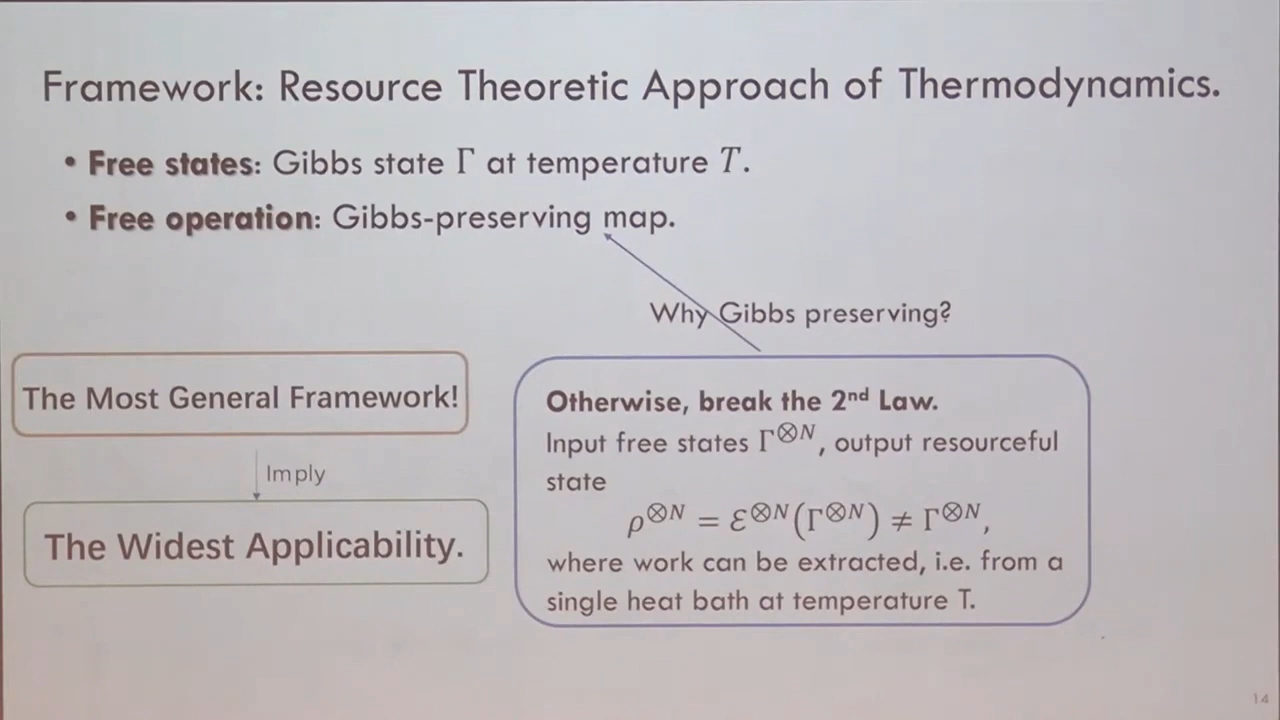 Framework: Resource Theoretic Approach of Thermodynamics.
• Free states: Gibbs state Γ at temperature T.
• Free operation: Gibbs-preserving map.
Why Gibbs preserving?
The Most General Framework!
Imply
The Widest Applicability.
Otherwise, break the 2ⁿᵈ Law.
Input free states Γ^{⊗N}, output resourceful
state
ρ^{⊗N} = ℰ^{⊗N}(Γ^{⊗N}) ≠ Γ^{⊗N},
where work can be extracted, i.e. from a
single heat bath at temperature T.
14